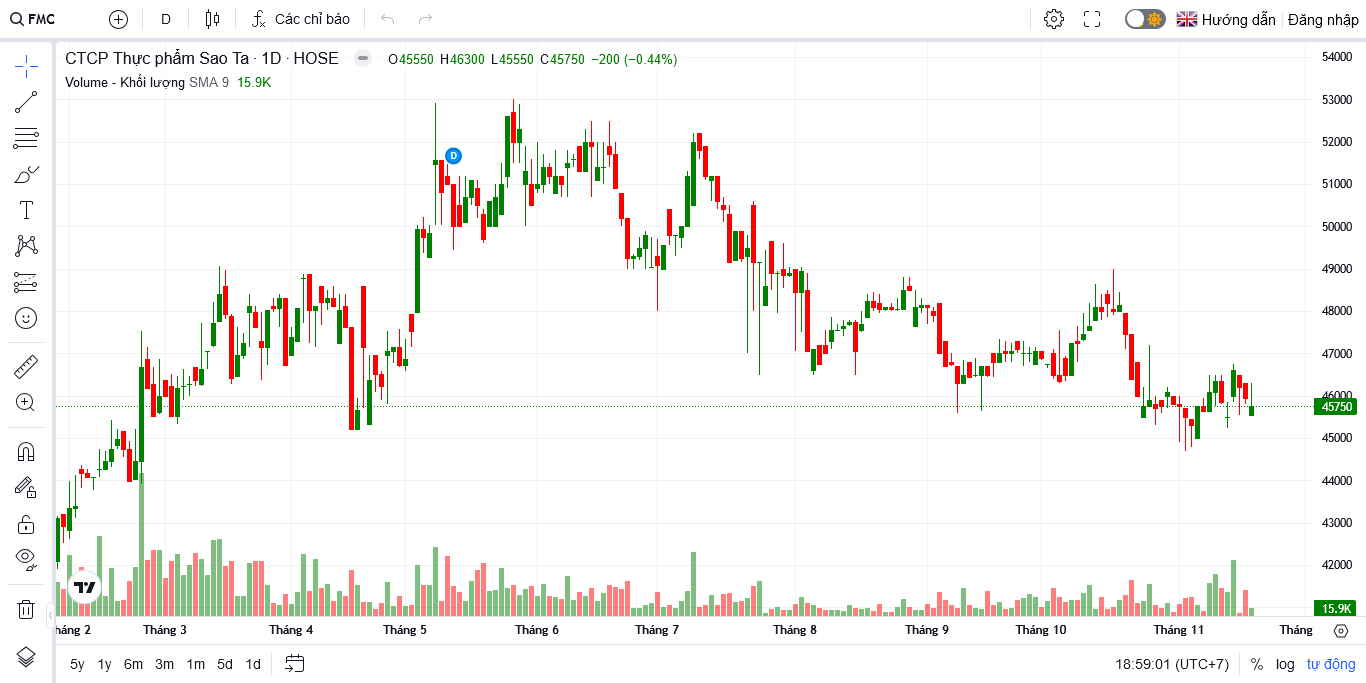 FMC D Các chỉ báo Hướng dẫn Đăng nhập
CTCP Thực phẩm Sao Ta · 1D · HOSE O45550 H46300 L45550 C45750 −200 (−0.44%)
Volume - Khối lượng SMA 9 15.9K
D
T
54000
53000
52000
51000
50000
49000
48000
47000
46000
45750
45000
44000
43000
42000
15.9K
háng 2 Tháng 3 Tháng 4 Tháng 5 Tháng 6 Tháng 7 Tháng 8 Tháng 9 Tháng 10 Tháng 11 Tháng
5y 1y 6m 3m 1m 5d 1d 18:59:01 (UTC+7) % log tự động